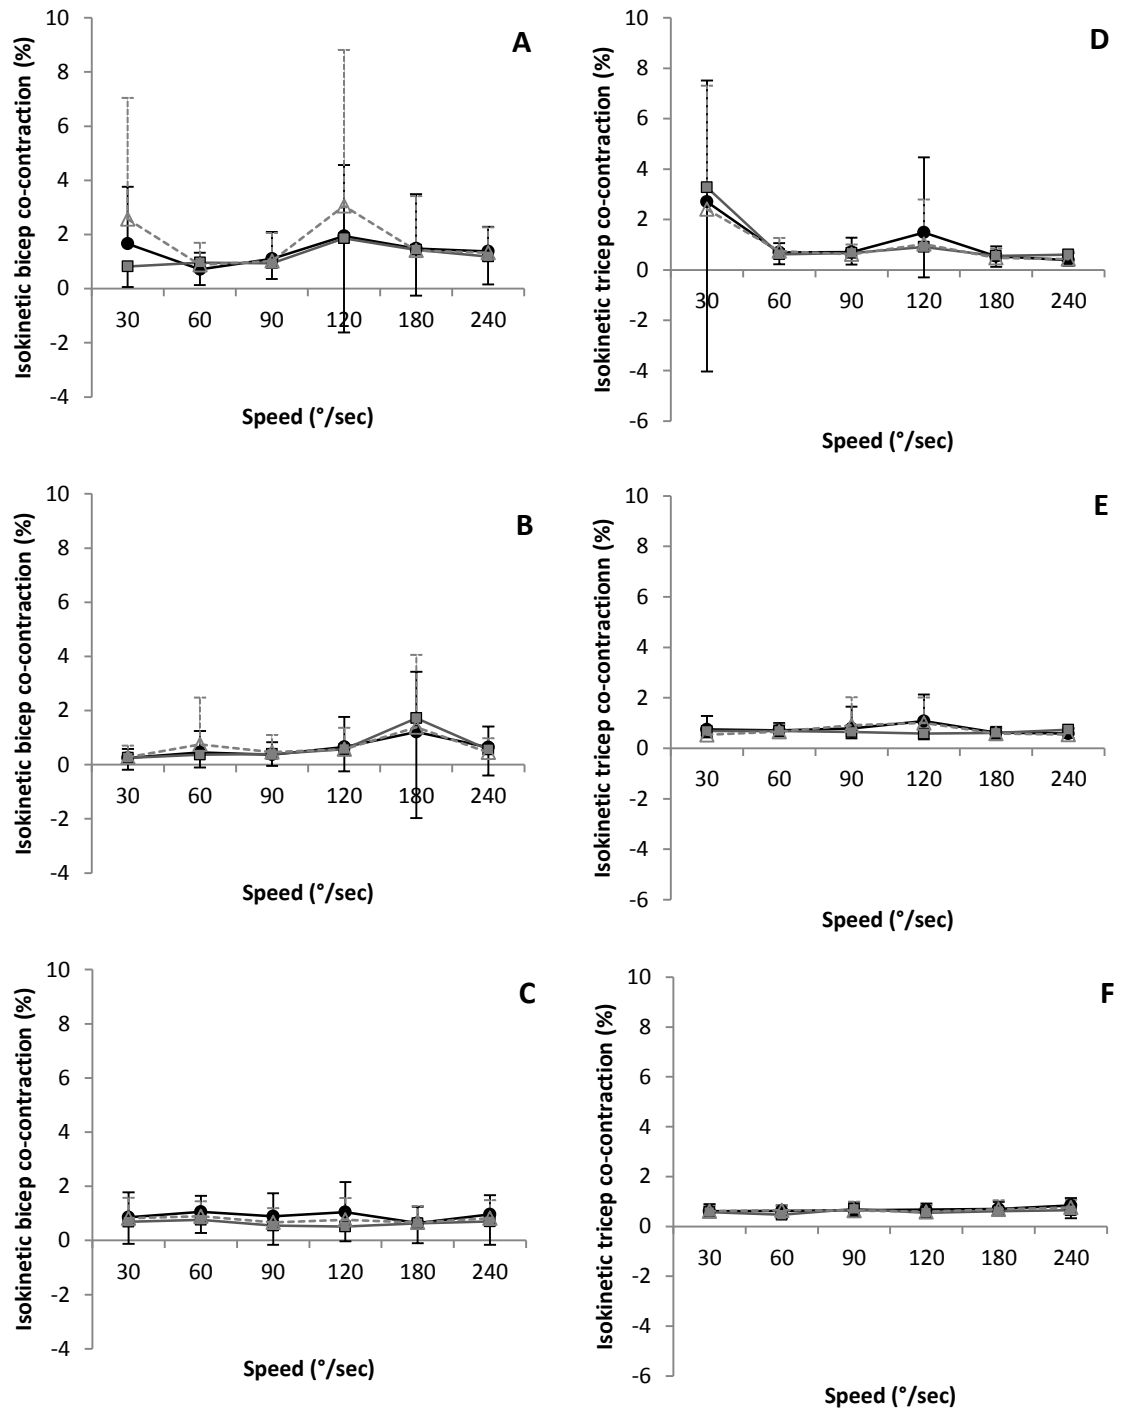 A
Isokinetic bicep co-contraction (%)
10
8
6
4
2
0
-2
-4
30 60 90 120 180 240
Speed (°/sec)
D
Isokinetic tricep co-contraction (%)
10
8
6
4
2
0
-2
-4
-6
30 60 90 120 180 240
Speed (°/sec)
B
Isokinetic bicep co-contraction (%)
10
8
6
4
2
0
-2
-4
30 60 90 120 180 240
Speed (°/sec)
E
Isokinetic tricep co-contractionn (%)
10
8
6
4
2
0
-2
-4
-6
30 60 90 120 180 240
Speed (°/sec)
C
Isokinetic bicep co-contraction (%)
10
8
6
4
2
0
-2
-4
30 60 90 120 180 240
Speed (°/sec)
F
Isokinetic tricep co-contraction (%)
10
8
6
4
2
0
-2
-4
-6
30 60 90 120 180 240
Speed (°/sec)